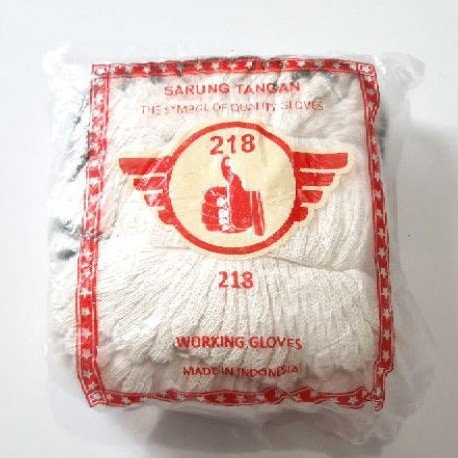 SARUNG TANGAN
THE SYMBOL OF QUALITY GLOVES
218
218
WORKING GLOVES
MADE IN INDONESIA